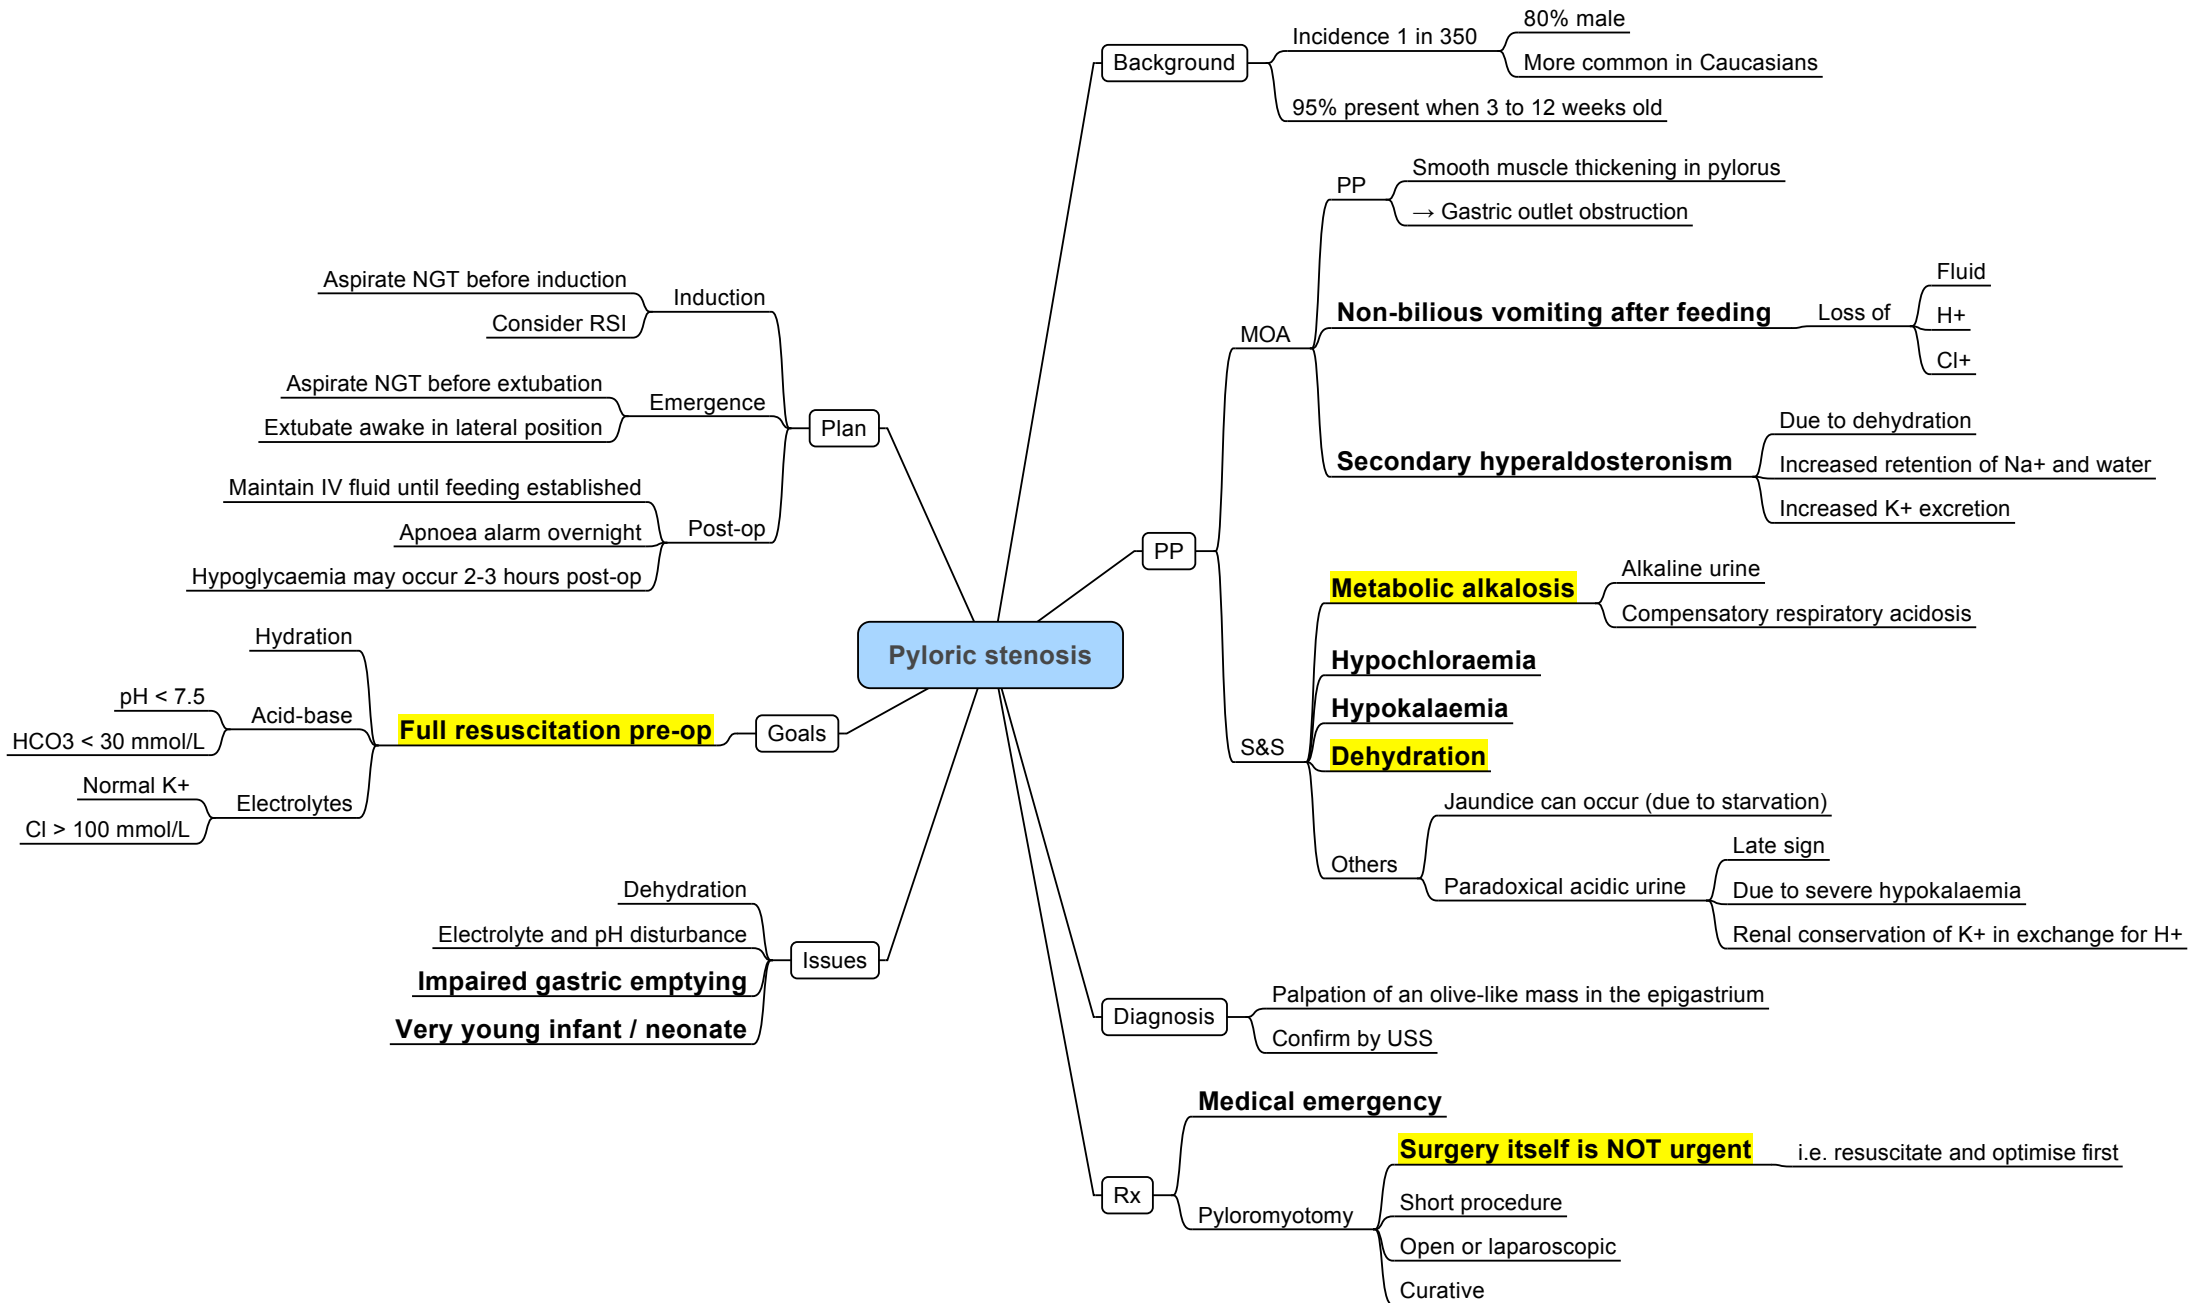 Pyloric stenosis
Background
Incidence 1 in 350
80% male
More common in Caucasians
95% present when 3 to 12 weeks old
PP
MOA
PP
Smooth muscle thickening in pylorus
→ Gastric outlet obstruction
Non-bilious vomiting after feeding
Loss of
Fluid
H+
Cl+
Secondary hyperaldosteronism
Due to dehydration
Increased retention of Na+ and water
Increased K+ excretion
S&S
Metabolic alkalosis
Alkaline urine
Compensatory respiratory acidosis
Hypochloraemia
Hypokalaemia
Dehydration
Others
Jaundice can occur (due to starvation)
Paradoxical acidic urine
Late sign
Due to severe hypokalaemia
Renal conservation of K+ in exchange for H+
Diagnosis
Palpation of an olive-like mass in the epigastrium
Confirm by USS
Rx
Medical emergency
Pyloromyotomy
Surgery itself is NOT urgent
i.e. resuscitate and optimise first
Short procedure
Open or laparoscopic
Curative
Issues
Dehydration
Electrolyte and pH disturbance
Impaired gastric emptying
Very young infant / neonate
Goals
Full resuscitation pre-op
Hydration
Acid-base
pH < 7.5
HCO3 < 30 mmol/L
Electrolytes
Normal K+
Cl > 100 mmol/L
Plan
Induction
Aspirate NGT before induction
Consider RSI
Emergence
Aspirate NGT before extubation
Extubate awake in lateral position
Post-op
Maintain IV fluid until feeding established
Apnoea alarm overnight
Hypoglycaemia may occur 2-3 hours post-op